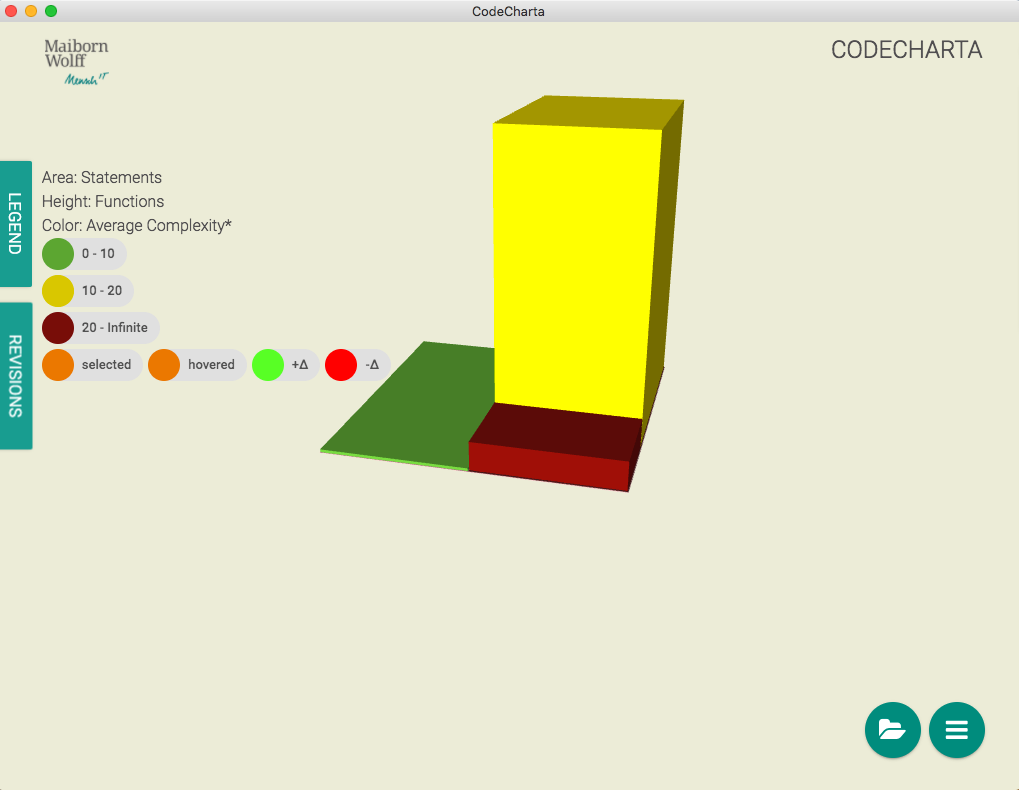 CodeCharta
Maiborn
Wolff
Mensch IT
CODECHARTA
LEGEND
REVISIONS
Area: Statements
Height: Functions
Color: Average Complexity*
0 - 10
10 - 20
20 - Infinite
selected hovered +Δ -Δ